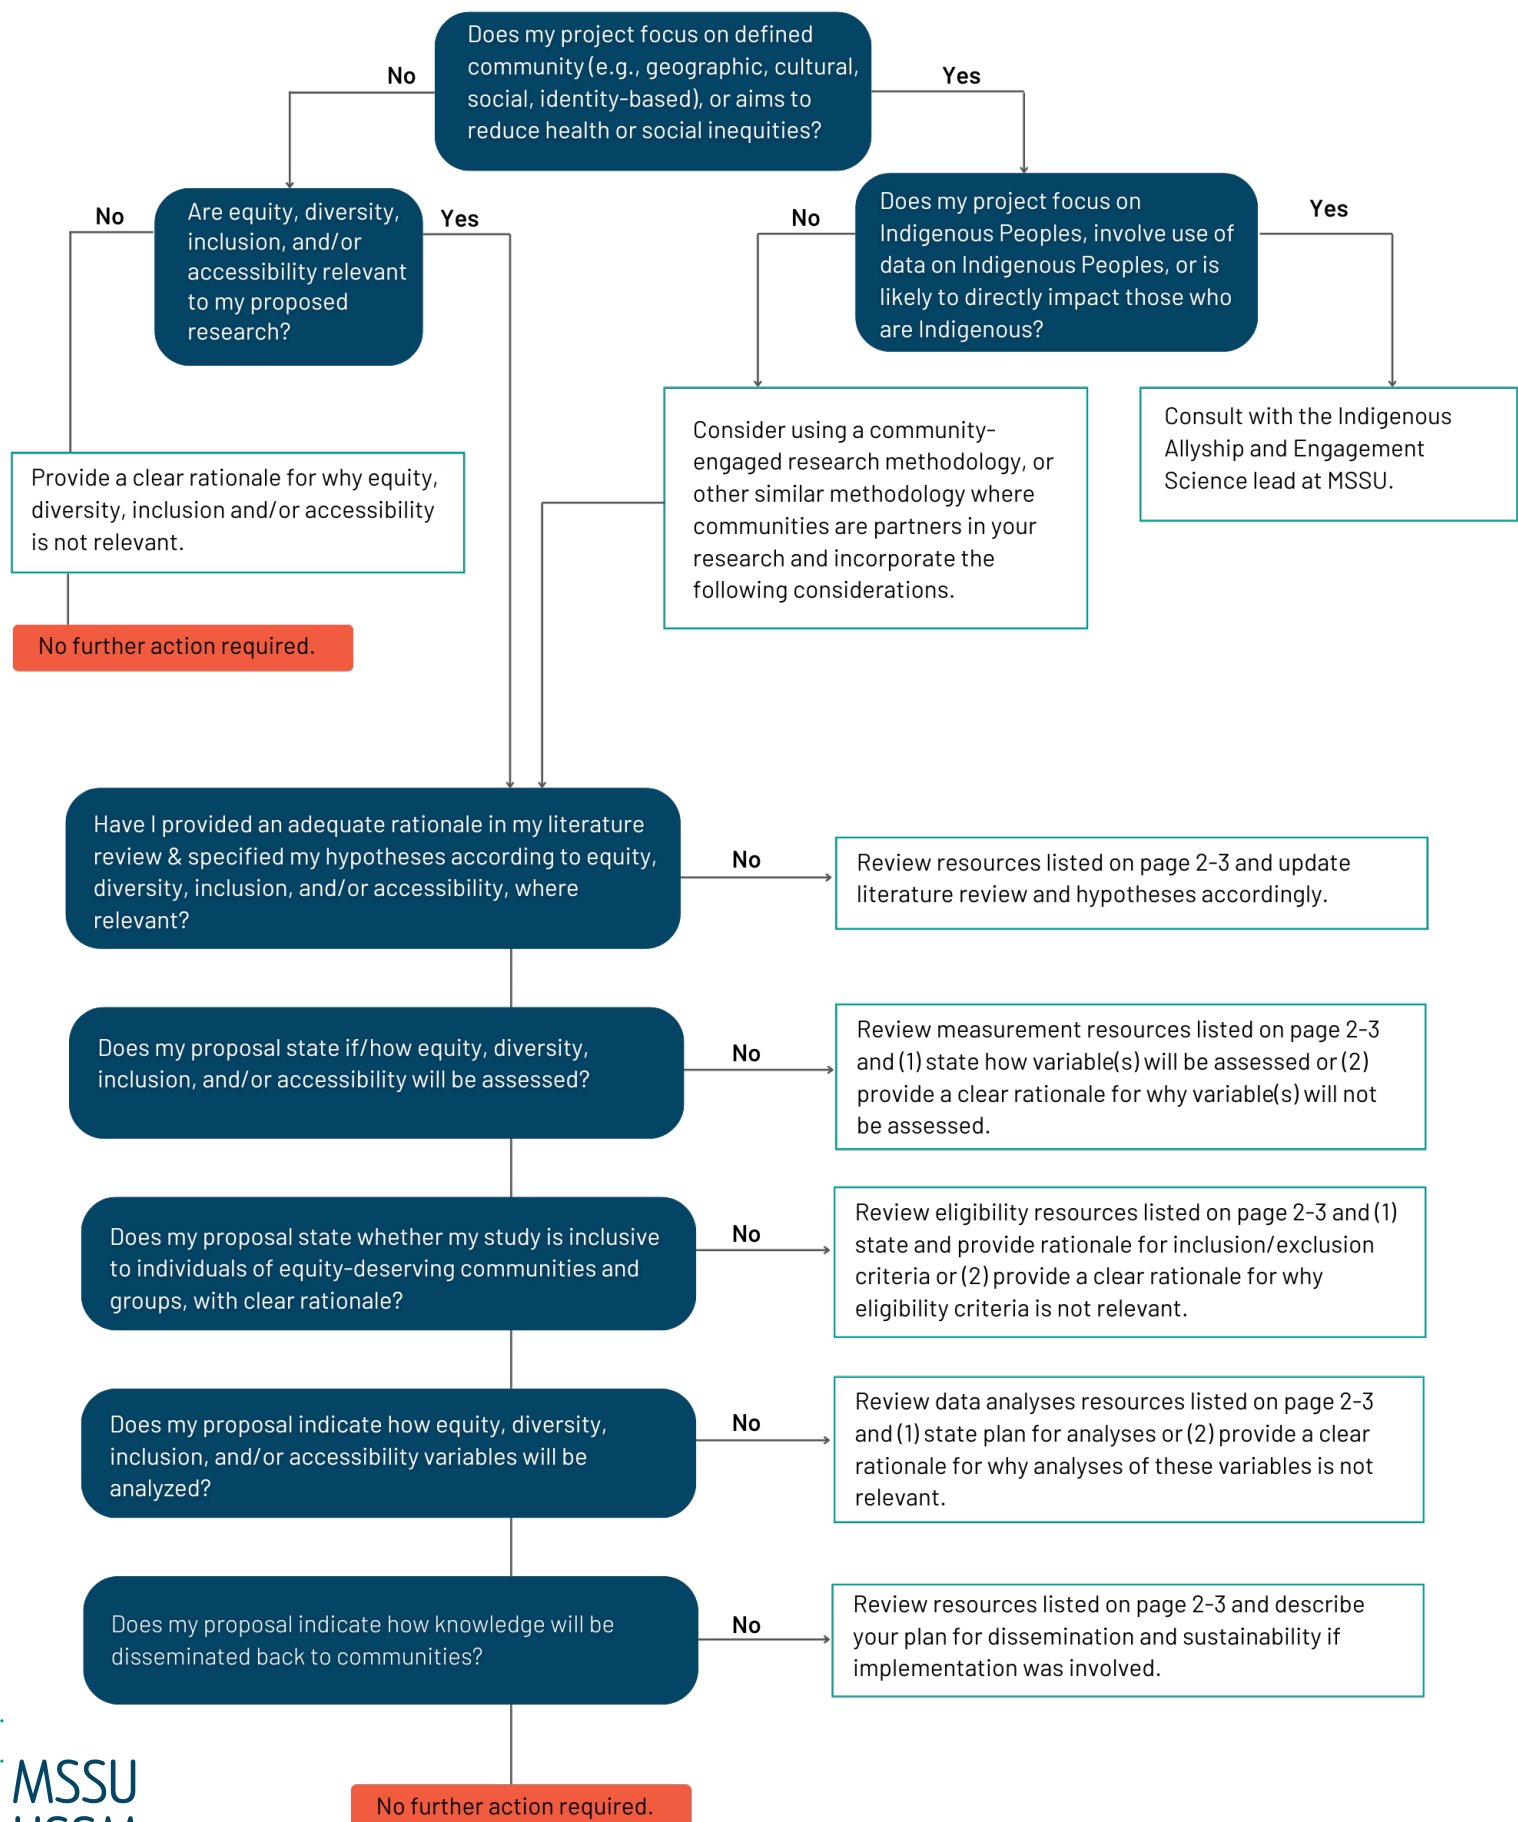 Does my project focus on defined
community (e.g., geographic, cultural,
social, identity-based), or aims to
reduce health or social inequities?
No
Yes
Are equity, diversity,
inclusion, and/or
accessibility relevant
to my proposed
research?
No
Yes
Does my project focus on
Indigenous Peoples, involve use of
data on Indigenous Peoples, or is
likely to directly impact those who
are Indigenous?
No
Yes
Provide a clear rationale for why equity,
diversity, inclusion and/or accessibility
is not relevant.
No further action required.
Consider using a community-
engaged research methodology, or
other similar methodology where
communities are partners in your
research and incorporate the
following considerations.
Consult with the Indigenous
Allyship and Engagement
Science lead at MSSU.
Have I provided an adequate rationale in my literature
review & specified my hypotheses according to equity,
diversity, inclusion, and/or accessibility, where
relevant?
No
Review resources listed on page 2-3 and update
literature review and hypotheses accordingly.
Does my proposal state if/how equity, diversity,
inclusion, and/or accessibility will be assessed?
No
Review measurement resources listed on page 2-3
and (1) state how variable(s) will be assessed or (2)
provide a clear rationale for why variable(s) will not
be assessed.
Does my proposal state whether my study is inclusive
to individuals of equity-deserving communities and
groups, with clear rationale?
No
Review eligibility resources listed on page 2-3 and (1)
state and provide rationale for inclusion/exclusion
criteria or (2) provide a clear rationale for why
eligibility criteria is not relevant.
Does my proposal indicate how equity, diversity,
inclusion, and/or accessibility variables will be
analyzed?
No
Review data analyses resources listed on page 2-3
and (1) state plan for analyses or (2) provide a clear
rationale for why analyses of these variables is not
relevant.
Does my proposal indicate how knowledge will be
disseminated back to communities?
No
Review resources listed on page 2-3 and describe
your plan for dissemination and sustainability if
implementation was involved.
No further action required.
MSSU